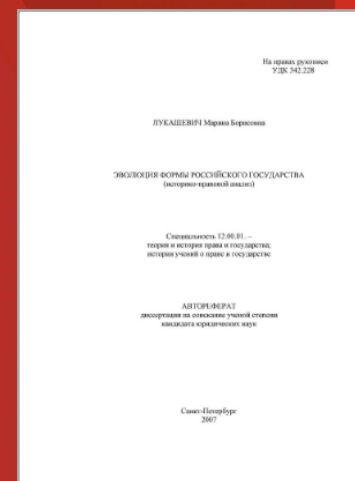 На правах рукописи
УДК 342.228
ЛУКАШЕВИЧ Марина Борисовна
ЭВОЛЮЦИЯ ФОРМЫ РОССИЙСКОГО ГОСУДАРСТВА
(историко-правовой анализ)
Специальность 12.00.01. –
теория и история права и государства;
история учений о праве и государстве
АВТОРЕФЕРАТ
диссертации на соискание ученой степени
кандидата юридических наук
Санкт-Петербург
2007